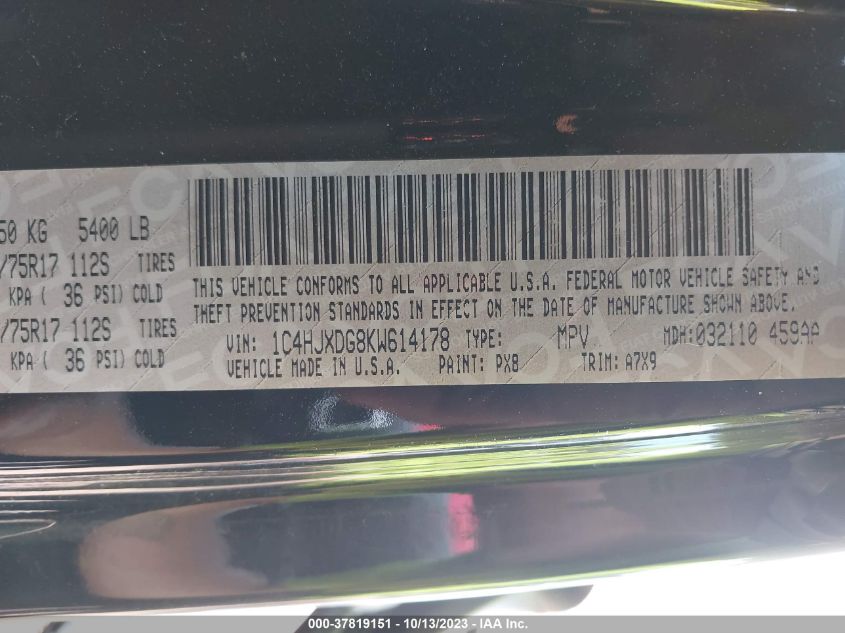 50 KG 5400 LB
/75R17 112S TIRES
KPA ( 36 PSI) COLD
/75R17 112S TIRES
KPA ( 36 PSI) COLD
THIS VEHICLE CONFORMS TO ALL APPLICABLE U.S.A. FEDERAL MOTOR VEHICLE SAFETY AND
THEFT PREVENTION STANDARDS IN EFFECT ON THE DATE OF MANUFACTURE SHOWN ABOVE.
VIN: 1C4HJXDG8KW614178 TYPE: MPV MDH:032110 459AA
VEHICLE MADE IN U.S.A. PAINT: PX8 TRIM: A7X9
000-37819151 - 10/13/2023 - IAA Inc.